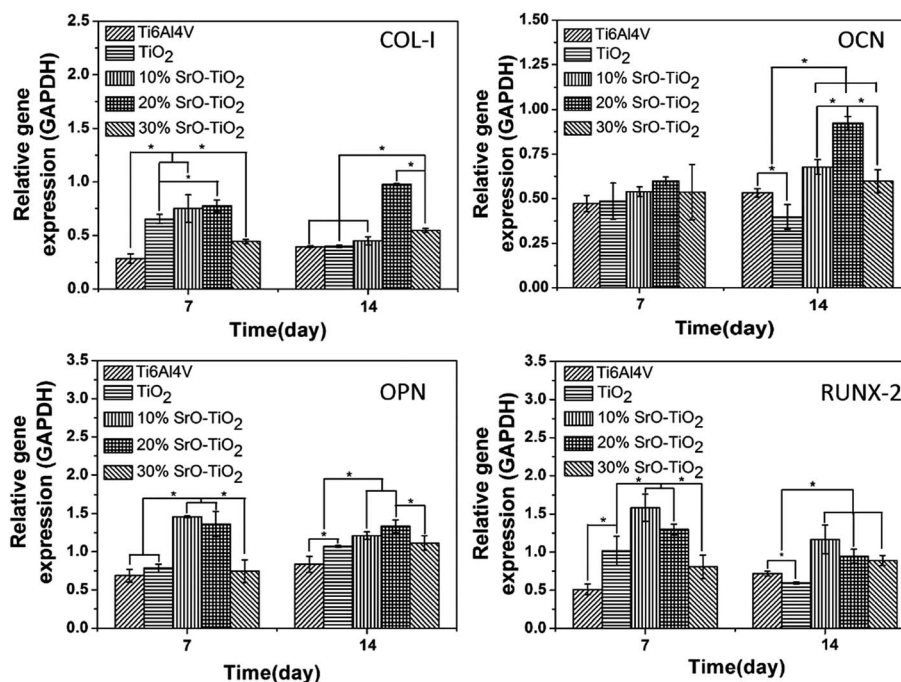 COL-I
Relative gene
expression (GAPDH)
2.5
2.0
1.5
1.0
0.5
0.0
Ti6Al4V
TiO2
10% SrO-TiO2
20% SrO-TiO2
30% SrO-TiO2
* * * * *
7 14
Time(day)
OCN
Relative gene
expression (GAPDH)
1.50
1.25
1.00
0.75
0.50
0.25
0.00
Ti6Al4V
TiO2
10% SrO-TiO2
20% SrO-TiO2
30% SrO-TiO2
* * * *
7 14
Time(day)
OPN
Relative gene
expression (GAPDH)
3.5
3.0
2.5
2.0
1.5
1.0
0.5
0.0
Ti6Al4V
TiO2
10% SrO-TiO2
20% SrO-TiO2
30% SrO-TiO2
* * * * *
7 14
Time(day)
RUNX-2
Relative gene
expression (GAPDH)
3.5
3.0
2.5
2.0
1.5
1.0
0.5
0.0
Ti6Al4V
TiO2
10% SrO-TiO2
20% SrO-TiO2
30% SrO-TiO2
* * * * *
7 14
Time(day)